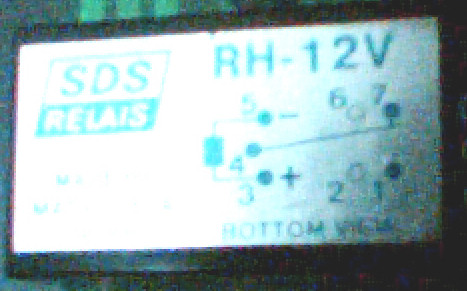 SDS
RELAIS
RH-12V
5 - 6 7
4
3 + 2 1
BOTTOM VIEW